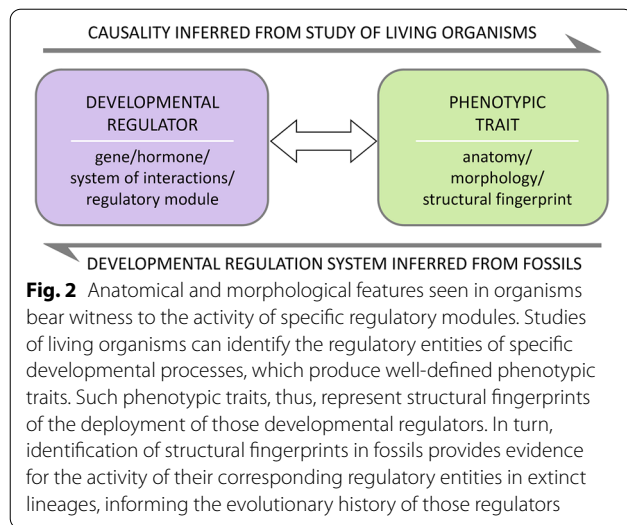 CAUSALITY INFERRED FROM STUDY OF LIVING ORGANISMS
DEVELOPMENTAL
REGULATOR
gene/hormone/
system of interactions/
regulatory module
PHENOTYPIC
TRAIT
anatomy/
morphology/
structural fingerprint
DEVELOPMENTAL REGULATION SYSTEM INFERRED FROM FOSSILS
Fig. 2 Anatomical and morphological features seen in organisms
bear witness to the activity of specific regulatory modules. Studies
of living organisms can identify the regulatory entities of specific
developmental processes, which produce well-defined phenotypic
traits. Such phenotypic traits, thus, represent structural fingerprints
of the deployment of those developmental regulators. In turn,
identification of structural fingerprints in fossils provides evidence
for the activity of their corresponding regulatory entities in extinct
lineages, informing the evolutionary history of those regulators